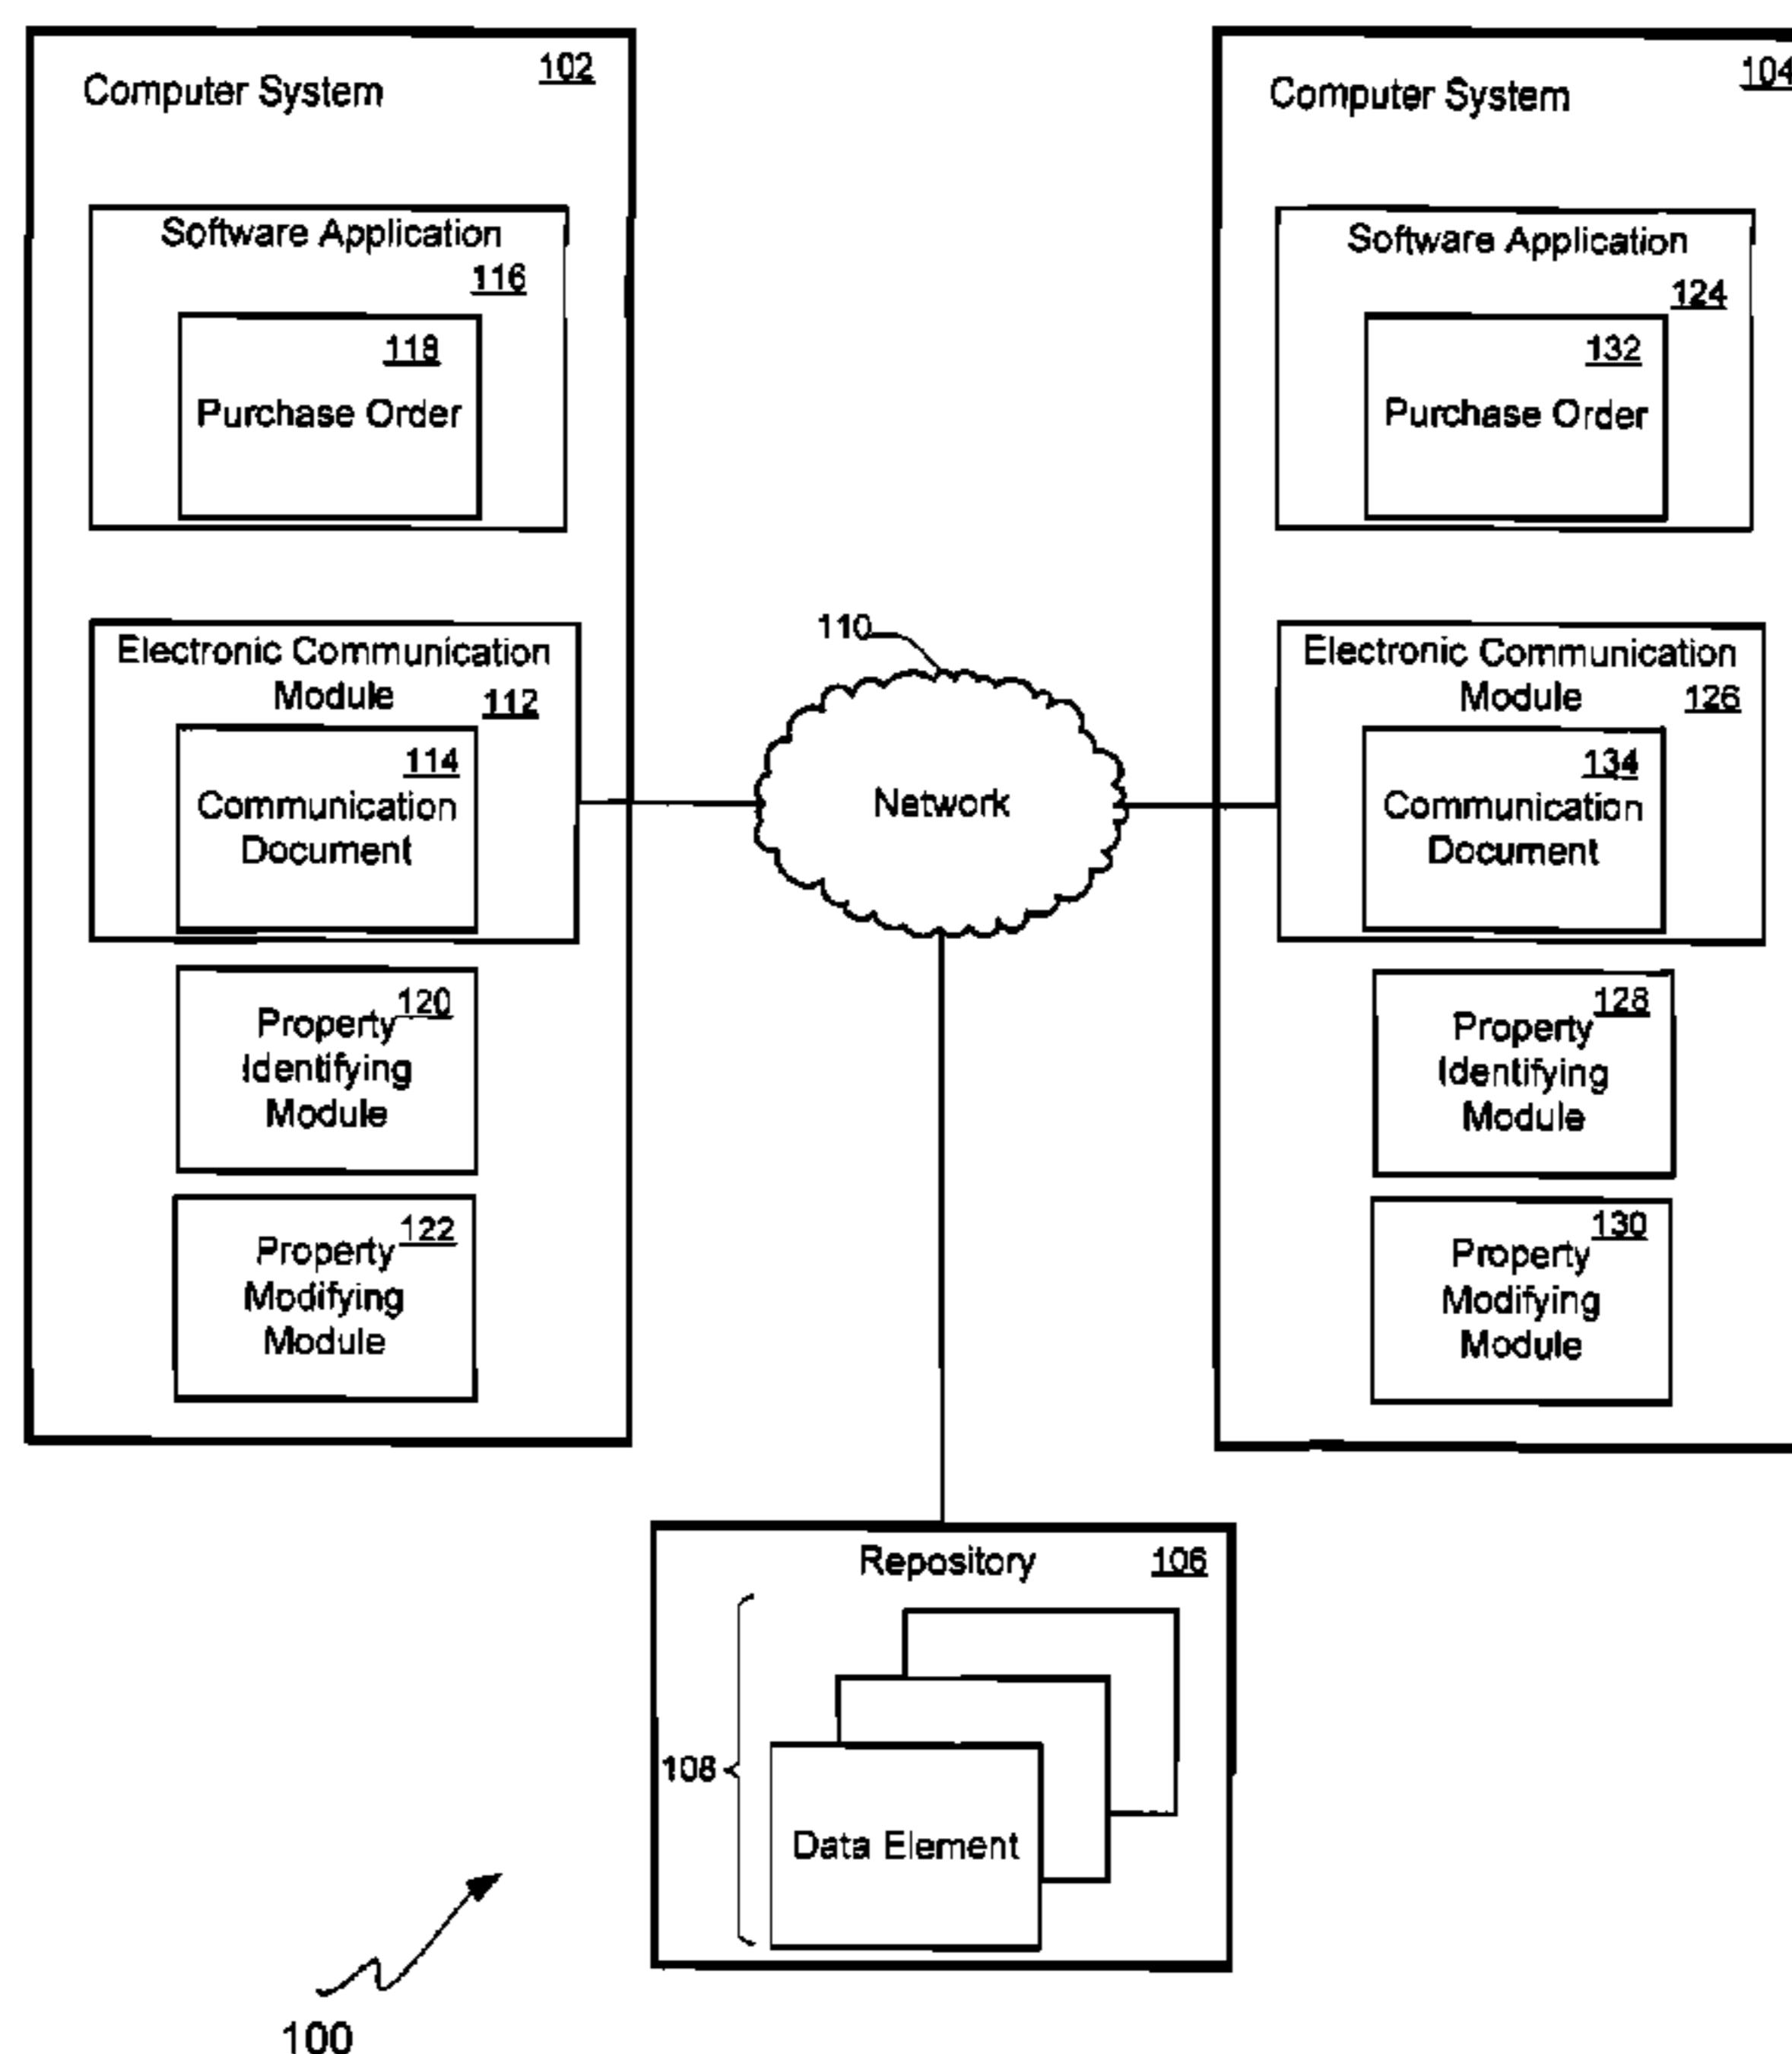 Computer System
102
Software Application
116
118
Purchase Order
Electronic Communication
Module
112
114
Communication
Document
120
Property
Identifying
Module
122
Property
Modifying
Module
110
Network
Computer System
104
Software Application
124
132
Purchase Order
Electronic Communication
Module
126
134
Communication
Document
128
Property
Identifying
Module
130
Property
Modifying
Module
Repository
106
108
Data Element
100